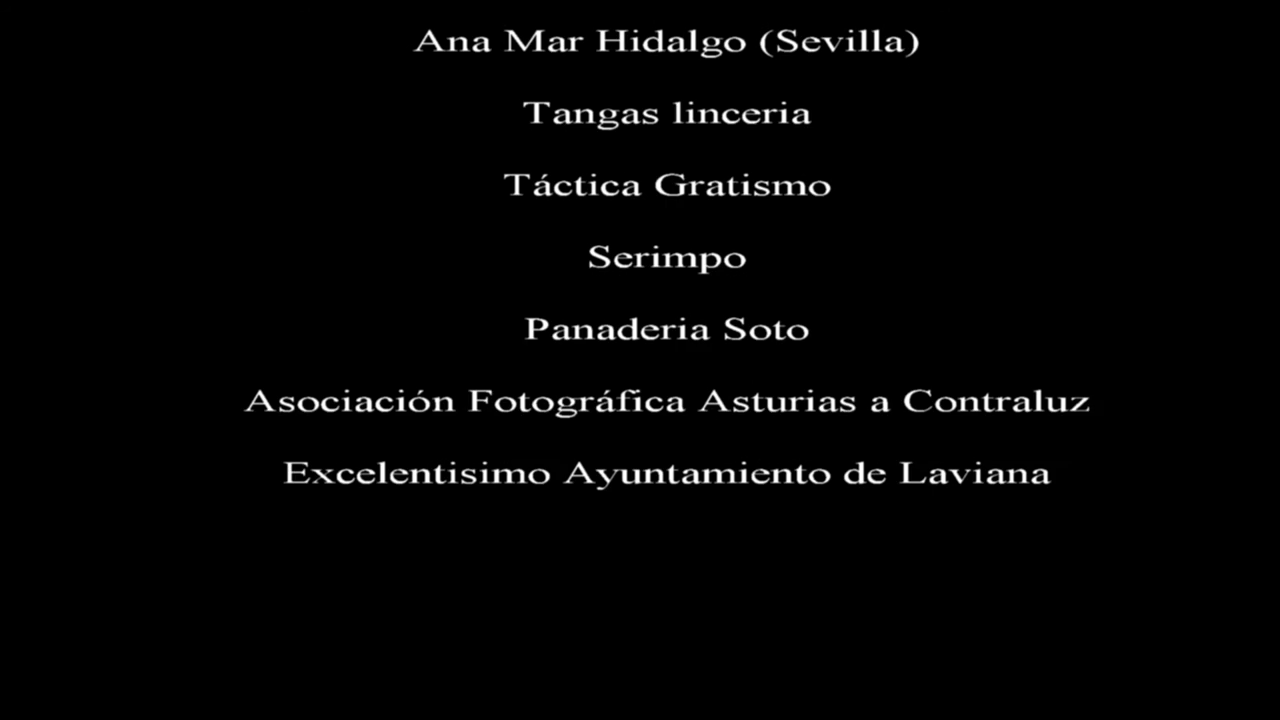 Ana Mar Hidalgo (Sevilla)
Tangas linceria
Táctica Gratismo
Serimpo
Panaderia Soto
Asociación Fotográfica Asturias a Contraluz
Excelentisimo Ayuntamiento de Laviana